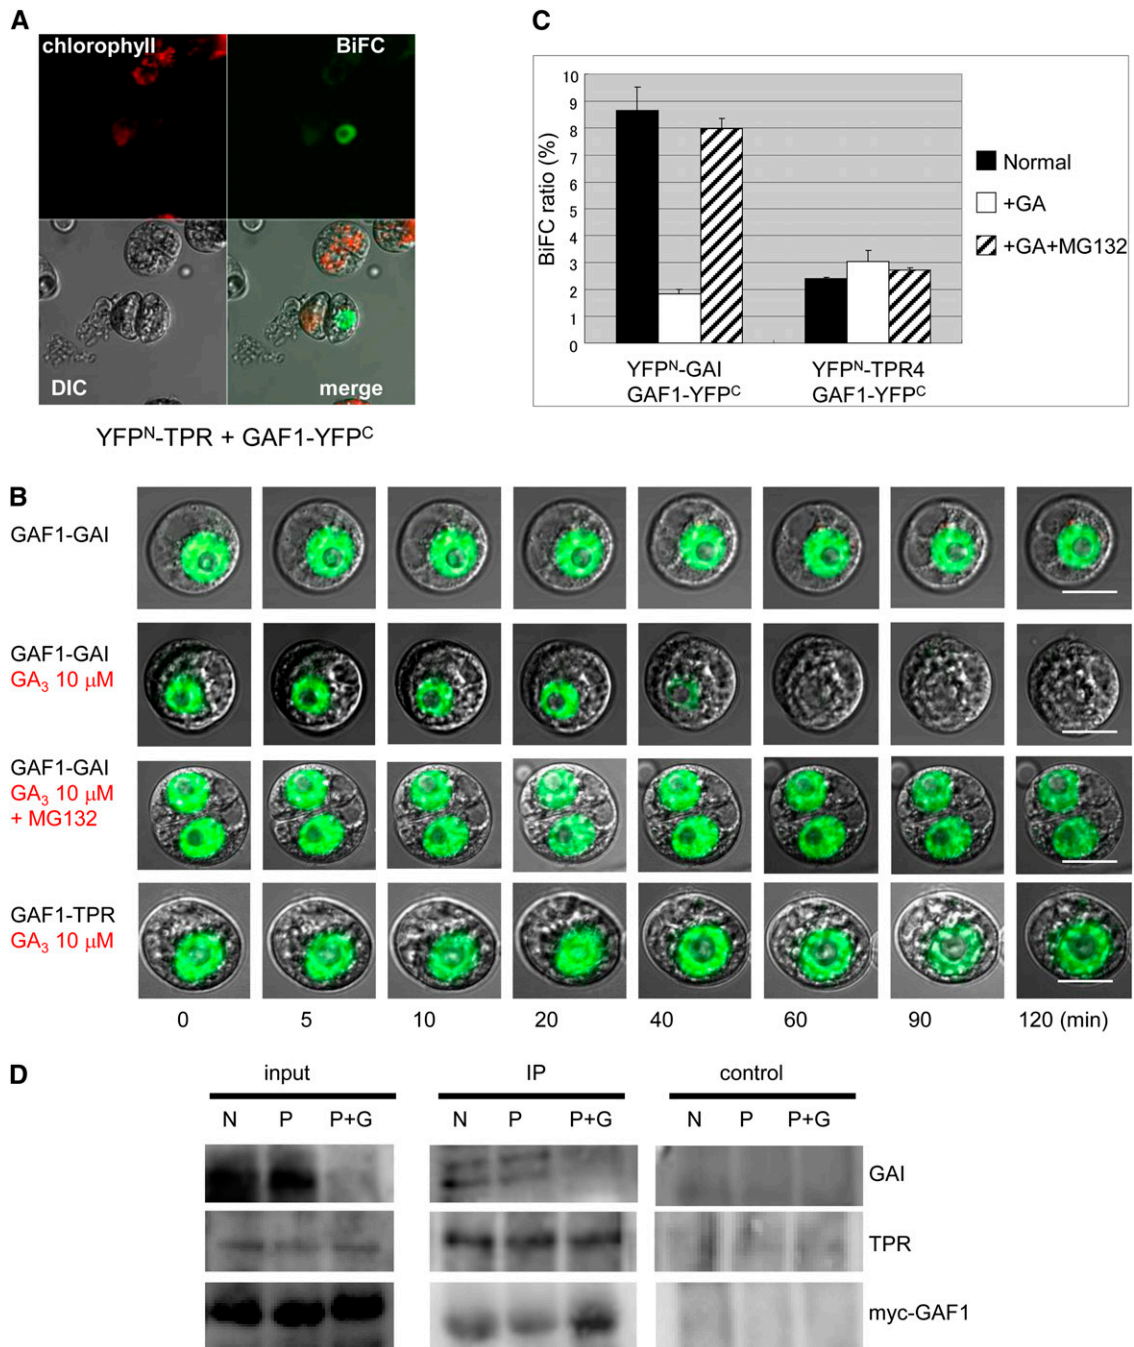 A
chlorophyll
BiFC
DIC
merge
YFPᴺ-TPR + GAF1-YFPᶜ
C
BiFC ratio (%)
10
9
8
7
6
5
4
3
2
1
0
YFPᴺ-GAI
GAF1-YFPᶜ
YFPᴺ-TPR4
GAF1-YFPᶜ
Normal
+GA
+GA+MG132
B
GAF1-GAI
GAF1-GAI
GA₃ 10 μM
GAF1-GAI
GA₃ 10 μM
+ MG132
GAF1-TPR
GA₃ 10 μM
0 5 10 20 40 60 90 120 (min)
D
input IP control
N P P+G N P P+G N P P+G
GAI
TPR
myc-GAF1